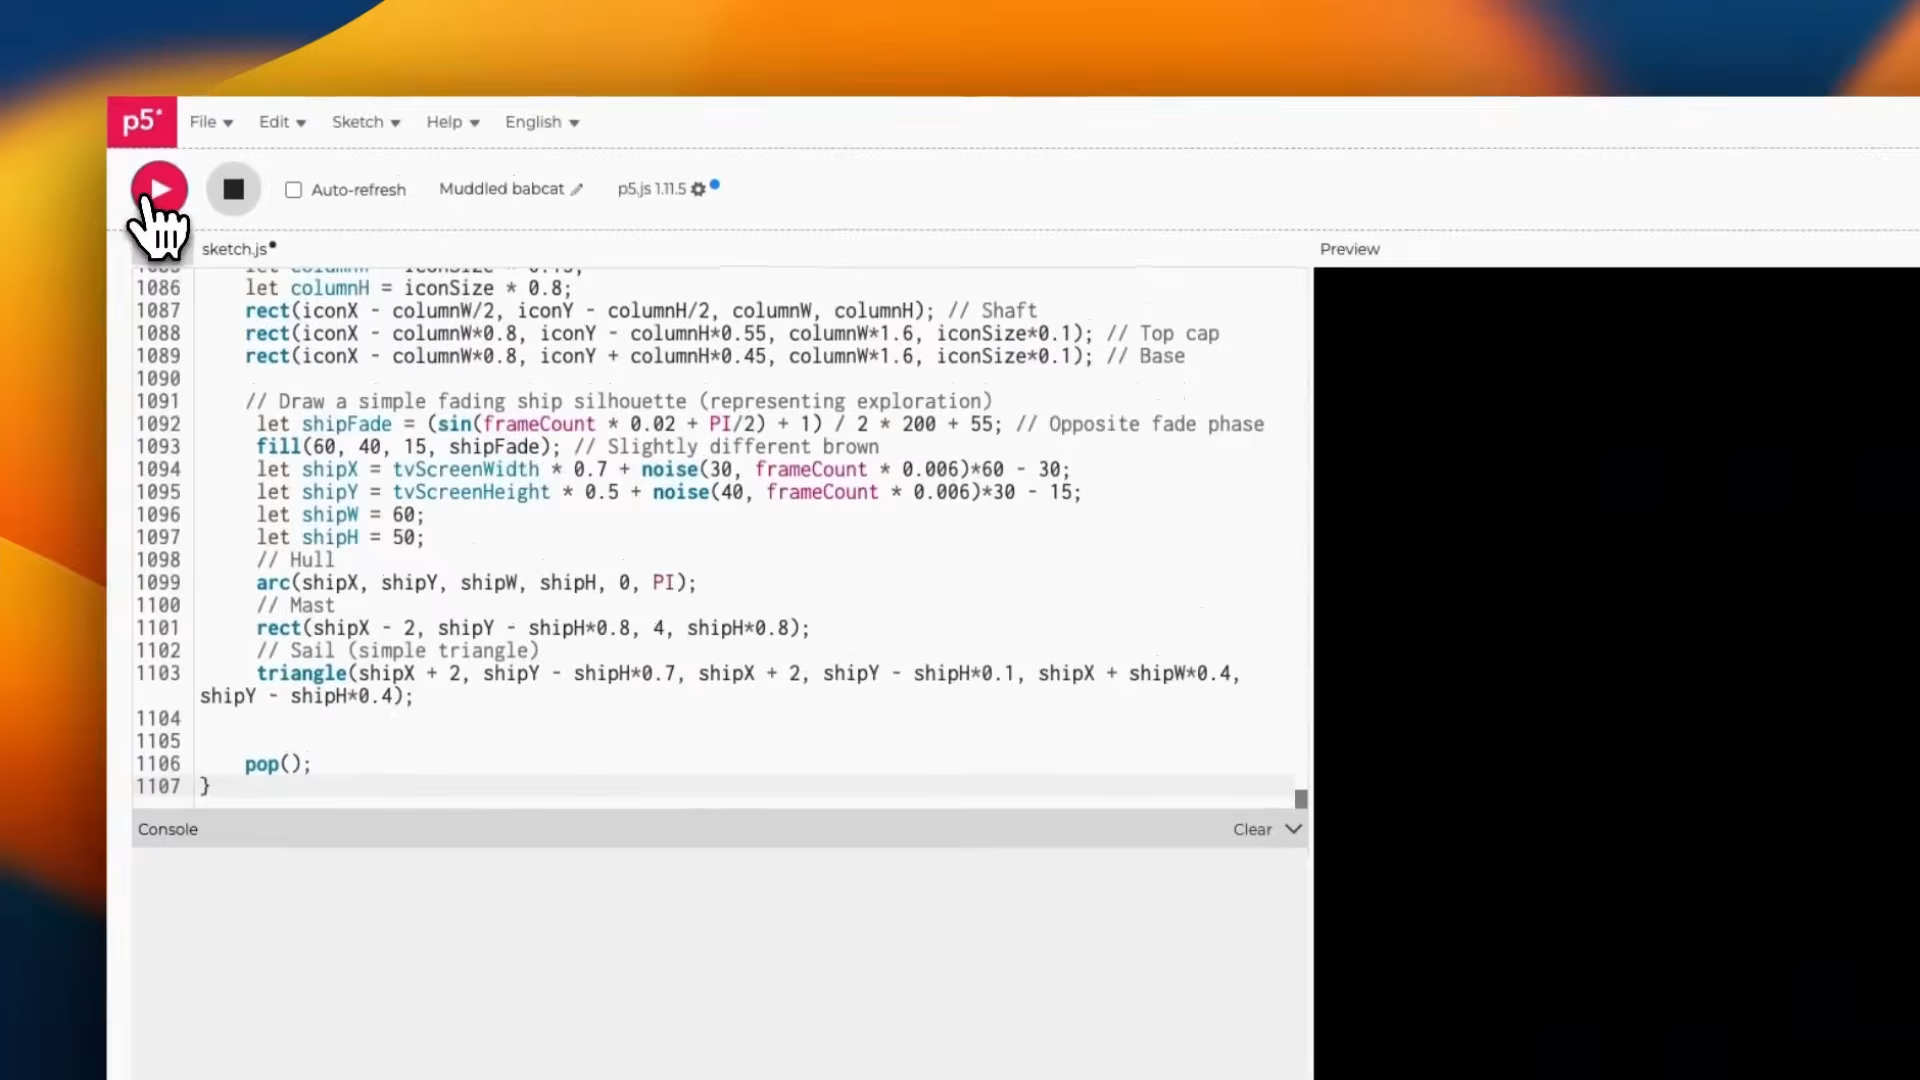 p5*
File Edit Sketch Help English
Auto-refresh Muddled babcat p5.js 1.11.5
sketch.js
Preview
1086 let columnH = iconSize * 0.8;
1087 rect(iconX - columnW/2, iconY - columnH/2, columnW, columnH); // Shaft
1088 rect(iconX - columnW*0.8, iconY - columnH*0.55, columnW*1.6, iconSize*0.1); // Top cap
1089 rect(iconX - columnW*0.8, iconY + columnH*0.45, columnW*1.6, iconSize*0.1); // Base
1090
1091 // Draw a simple fading ship silhouette (representing exploration)
1092 let shipFade = (sin(frameCount * 0.02 + PI/2) + 1) / 2 * 200 + 55; // Opposite fade phase
1093 fill(60, 40, 15, shipFade); // Slightly different brown
1094 let shipX = tvScreenWidth * 0.7 + noise(30, frameCount * 0.006)*60 - 30;
1095 let shipY = tvScreenHeight * 0.5 + noise(40, frameCount * 0.006)*30 - 15;
1096 let shipW = 60;
1097 let shipH = 50;
1098 // Hull
1099 arc(shipX, shipY, shipW, shipH, 0, PI);
1100 // Mast
1101 rect(shipX - 2, shipY - shipH*0.8, 4, shipH*0.8);
1102 // Sail (simple triangle)
1103 triangle(shipX + 2, shipY - shipH*0.7, shipX + 2, shipY - shipH*0.1, shipX + shipW*0.4,
shipY - shipH*0.4);
1104
1105
1106 pop();
1107 }
Console Clear